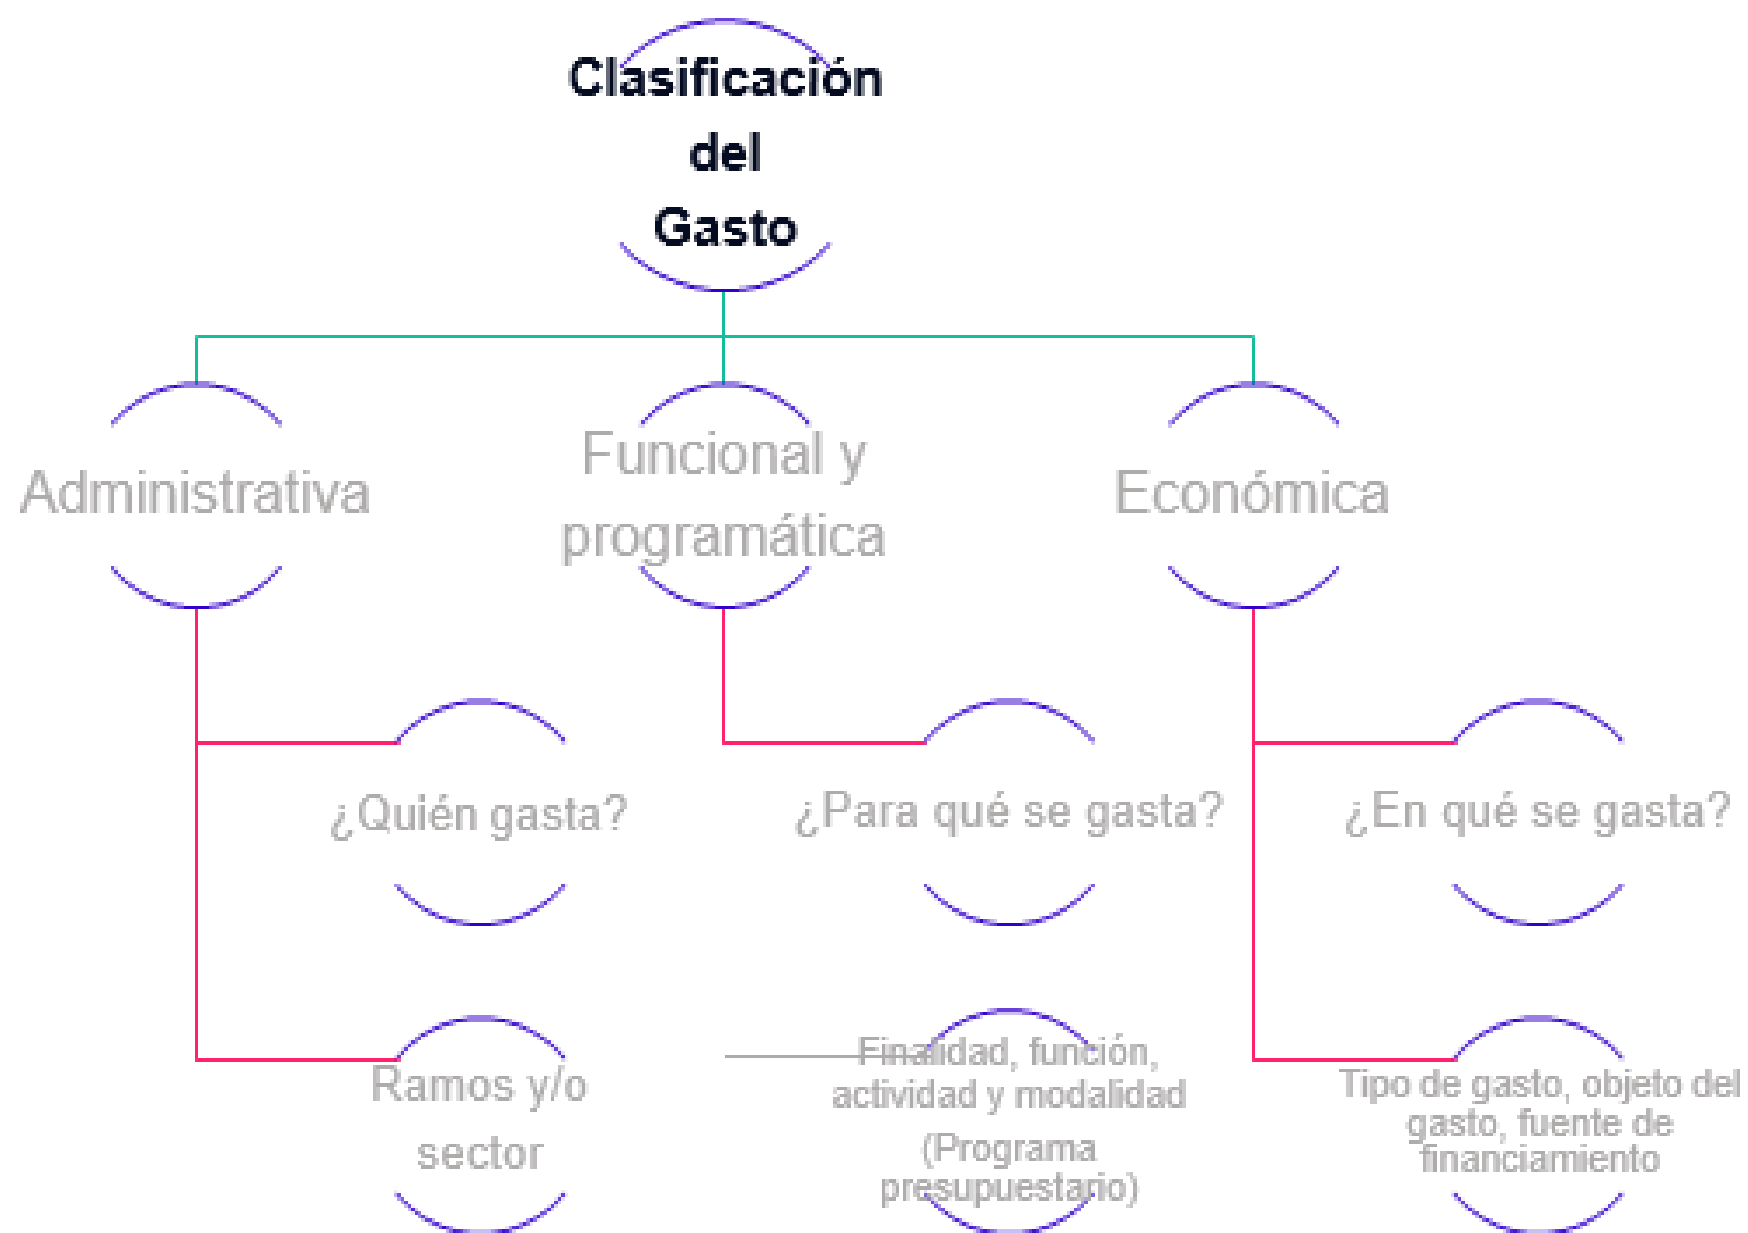 Clasificación
del
Gasto
Administrativa
Funcional y
programática
Económica
¿Quién gasta?
¿Para qué se gasta?
¿En qué se gasta?
Ramos y/o
sector
Finalidad, función,
actividad y modalidad
(Programa
presupuestario)
Tipo de gasto, objeto del
gasto, fuente de
financiamiento